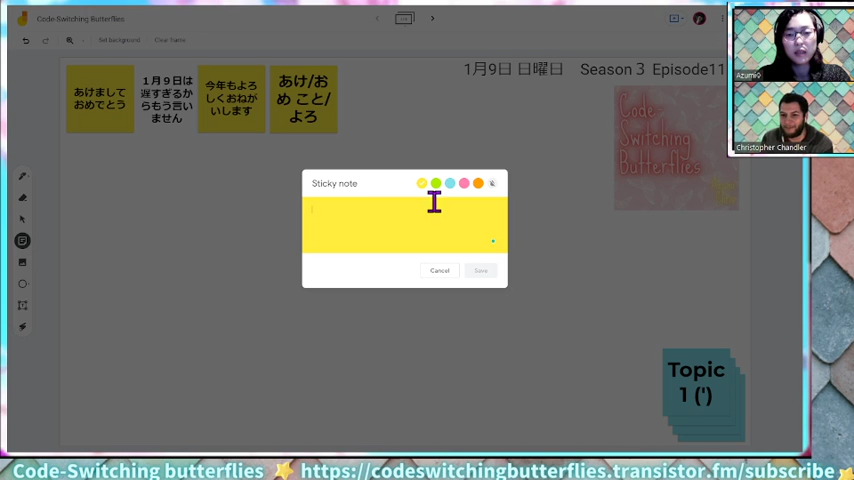 Code-Switching Butterflies
Set background
Clear frame
あけまして
おめでとう
1月9日は
遅すぎるか
らもう言い
ません
今年もよろ
しくおねが
いします
あけ/お
め こと/
よろ
1月9日 日曜日 Season 3 Episode11
Code-
Switching
Butterflies
Sticky note
Cancel
Save
Topic
1 (')
Azumi
Christopher Chandler
Code-Switching butterflies https://codeswitchingbutterflies.transistor.fm/subscribe